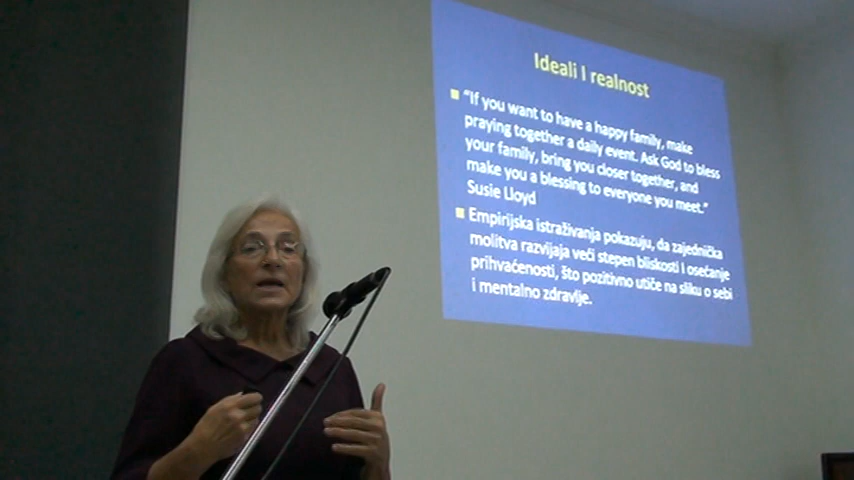 Ideali I realnost
"If you want to have a happy family, make
praying together a daily event. Ask God to bless
your family, bring you closer together, and
make you a blessing to everyone you meet."
Susie Lloyd
Empirijska istraživanja pokazuju, da zajednička
molitva razvijaja veći stepen bliskosti I osećanje
prihvaćenosti, što pozitivno utiče na sliku o sebi
i mentalno zdravlje.